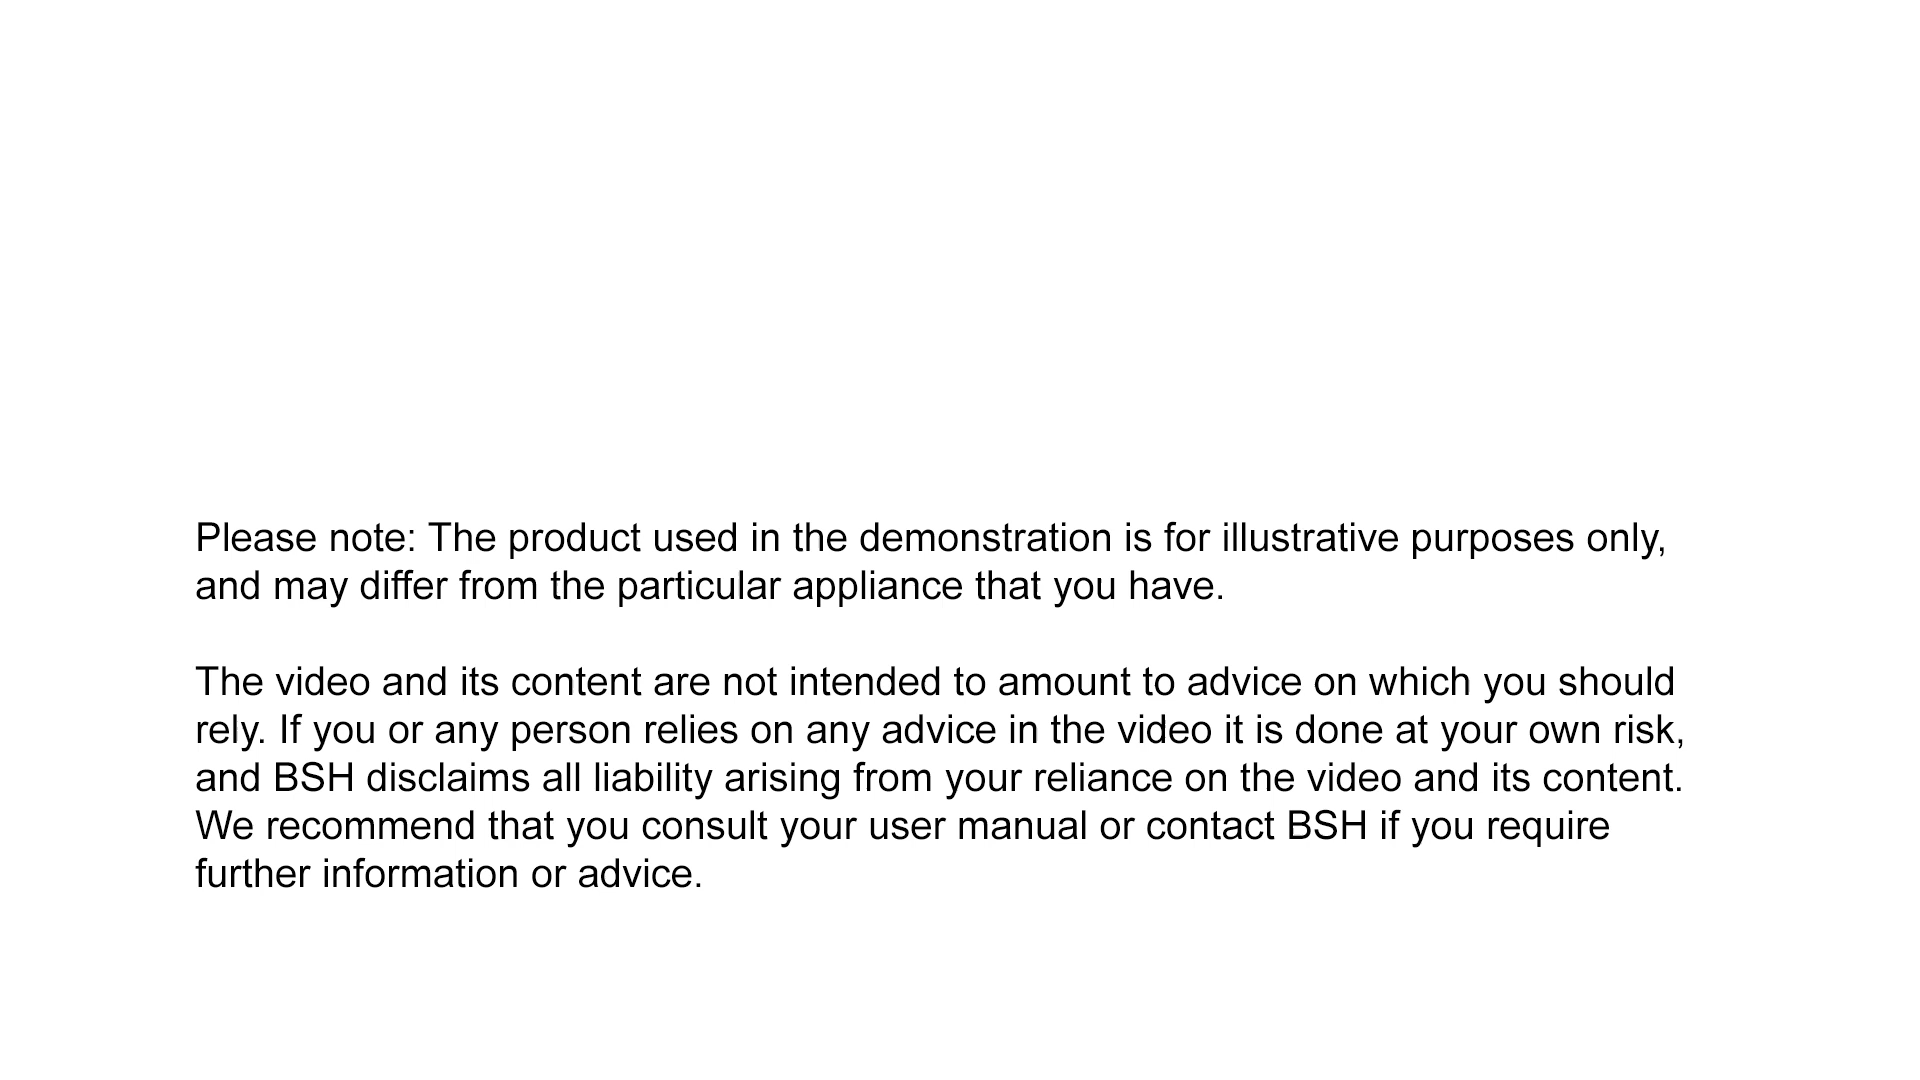 Please note: The product used in the demonstration is for illustrative purposes only,
and may differ from the particular appliance that you have.
The video and its content are not intended to amount to advice on which you should
rely. If you or any person relies on any advice in the video it is done at your own risk,
and BSH disclaims all liability arising from your reliance on the video and its content.
We recommend that you consult your user manual or contact BSH if you require
further information or advice.